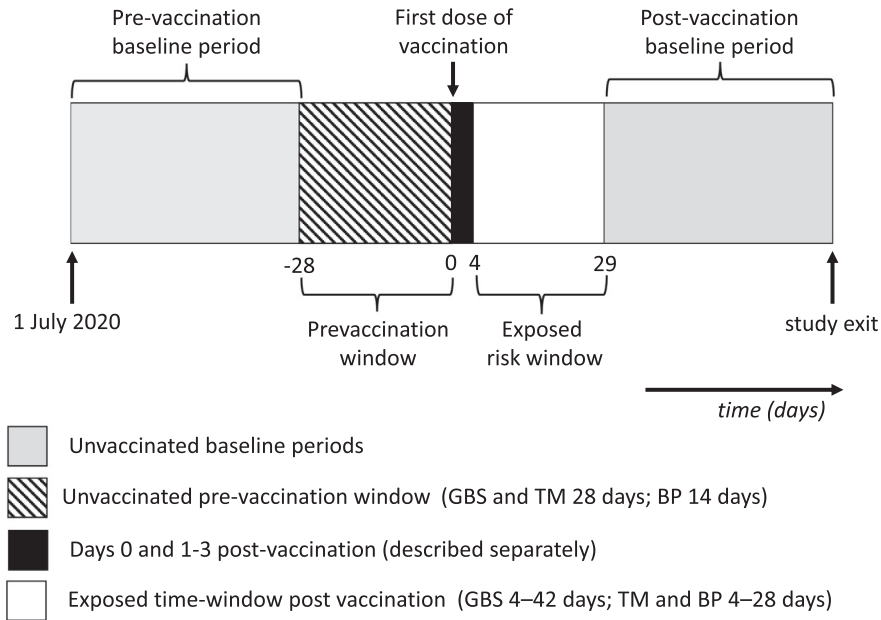 Pre-vaccination
baseline period
First dose of
vaccination
Post-vaccination
baseline period
-28
0
4
29
1 July 2020
Prevaccination
window
Exposed
risk window
study exit
time (days)
Unvaccinated baseline periods
Unvaccinated pre-vaccination window (GBS and TM 28 days; BP 14 days)
Days 0 and 1-3 post-vaccination (described separately)
Exposed time-window post vaccination (GBS 4–42 days; TM and BP 4–28 days)